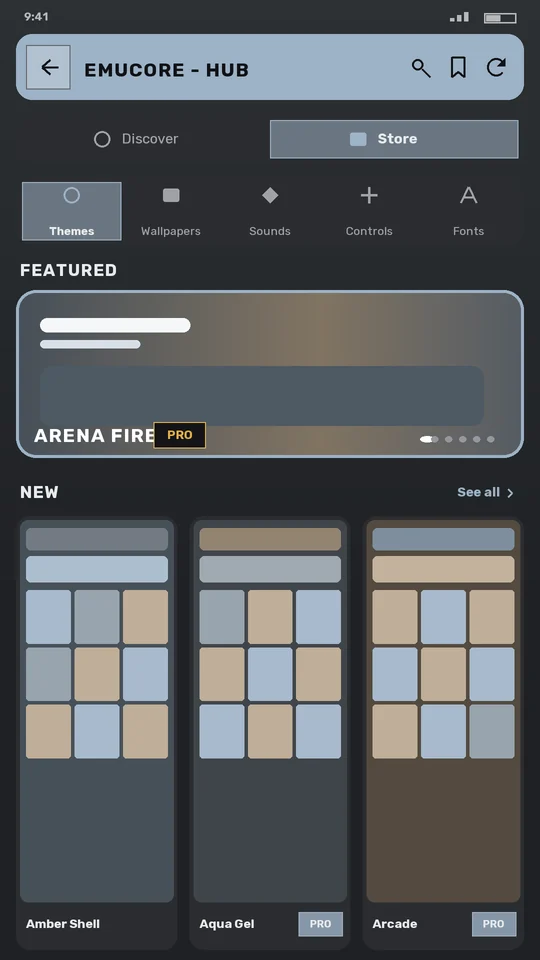 9:41
EMUCORE - HUB
Discover
Store
Themes
Wallpapers
Sounds
Controls
Fonts
FEATURED
ARENA FIRE
PRO
NEW
See all
Amber Shell
Aqua Gel
PRO
Arcade
PRO